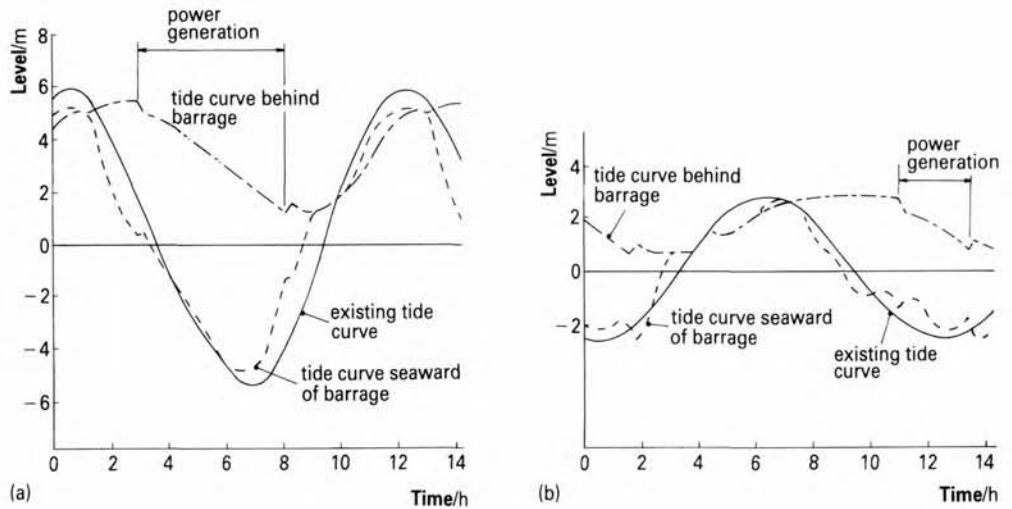 power
generation
Level/m
8
6
4
2
0
−2
−4
−6
tide curve behind
barrage
existing tide
curve
tide curve seaward
of barrage
0 2 4 6 8 10 12 14
Time/h
(a)
power
generation
Level/m
4
2
0
−2
tide curve behind
barrage
tide curve seaward
of barrage
existing tide
curve
0 2 4 6 8 10 12 14
Time/h
(b)